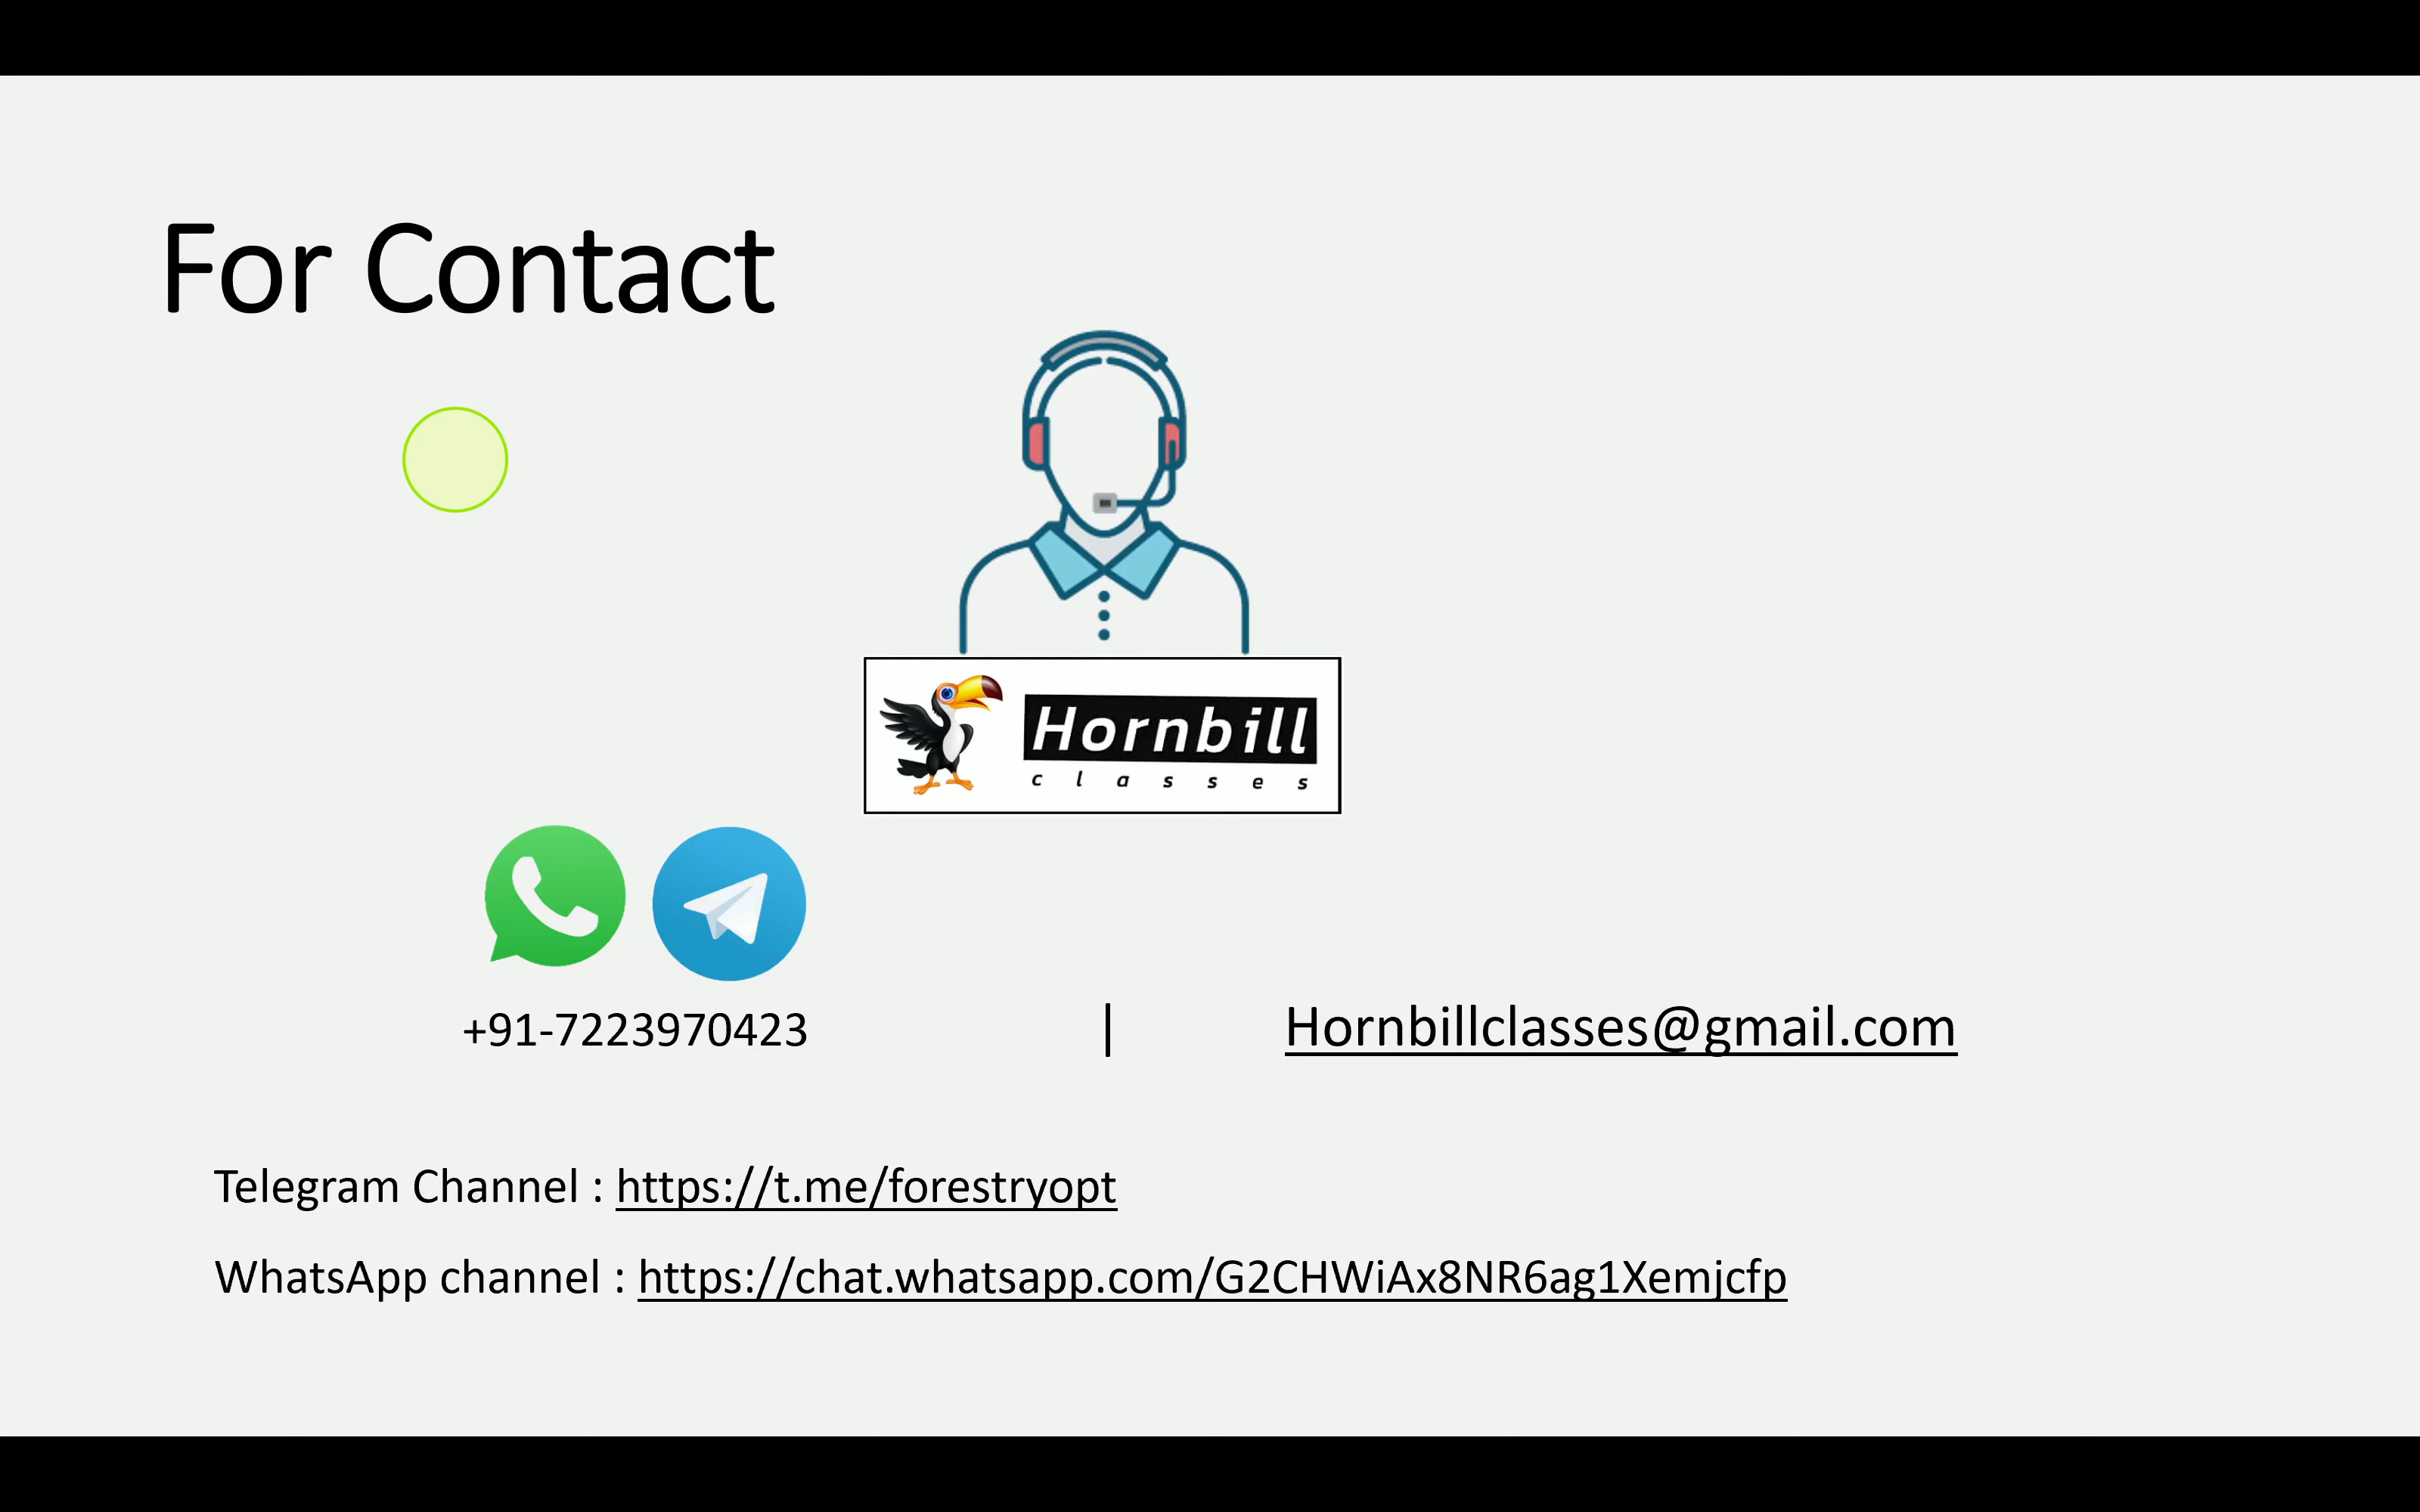 For Contact
Hornbill
classes
+91-7223970423 | Hornbillclasses@gmail.com
Telegram Channel : https://t.me/forestryopt
WhatsApp channel : https://chat.whatsapp.com/G2CHWiAx8NR6ag1Xemjcfp